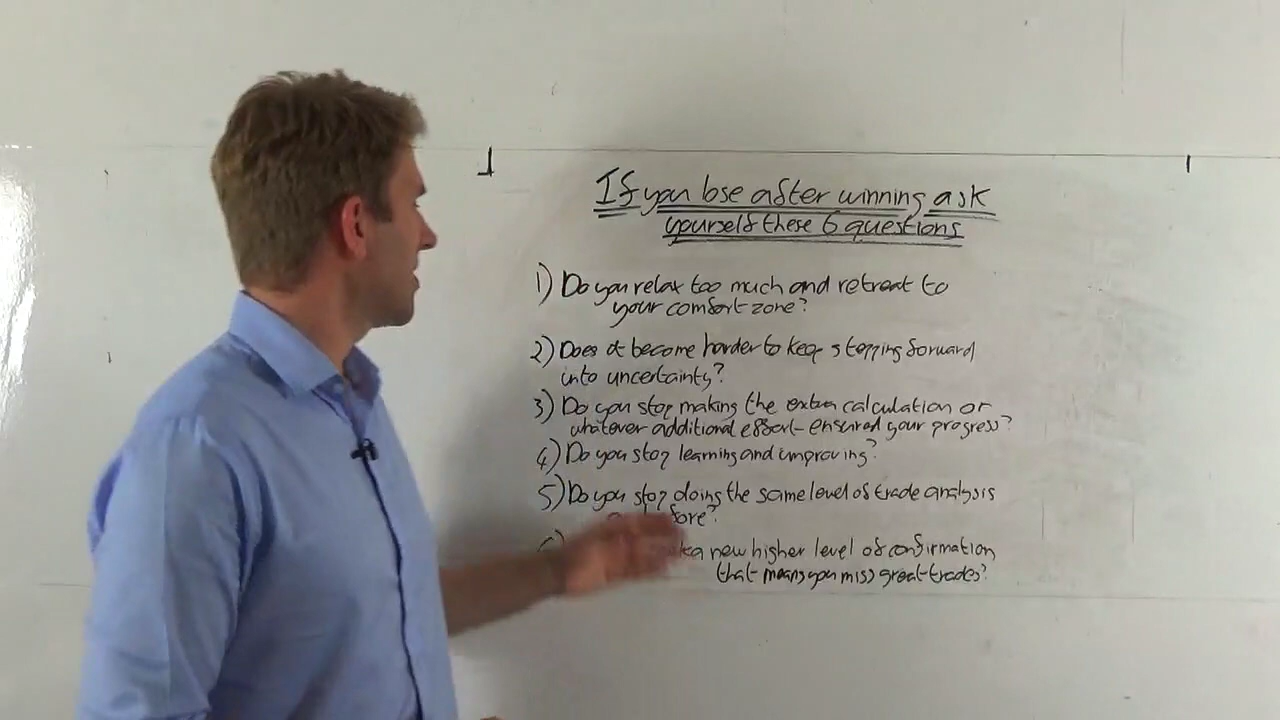 If you lose after winning ask
yourself these 6 questions
1) Do you relax too much and retreat to
your comfort zone?
2) Does it become harder to keep stepping forward
into uncertainty?
3) Do you stop making the extra calculation or
whatever additional effort ensured your progress?
4) Do you stop learning and improving?
5) Do you stop doing the same level of trade analysis
fore?
a new higher level of confirmation
that means you miss great trades?